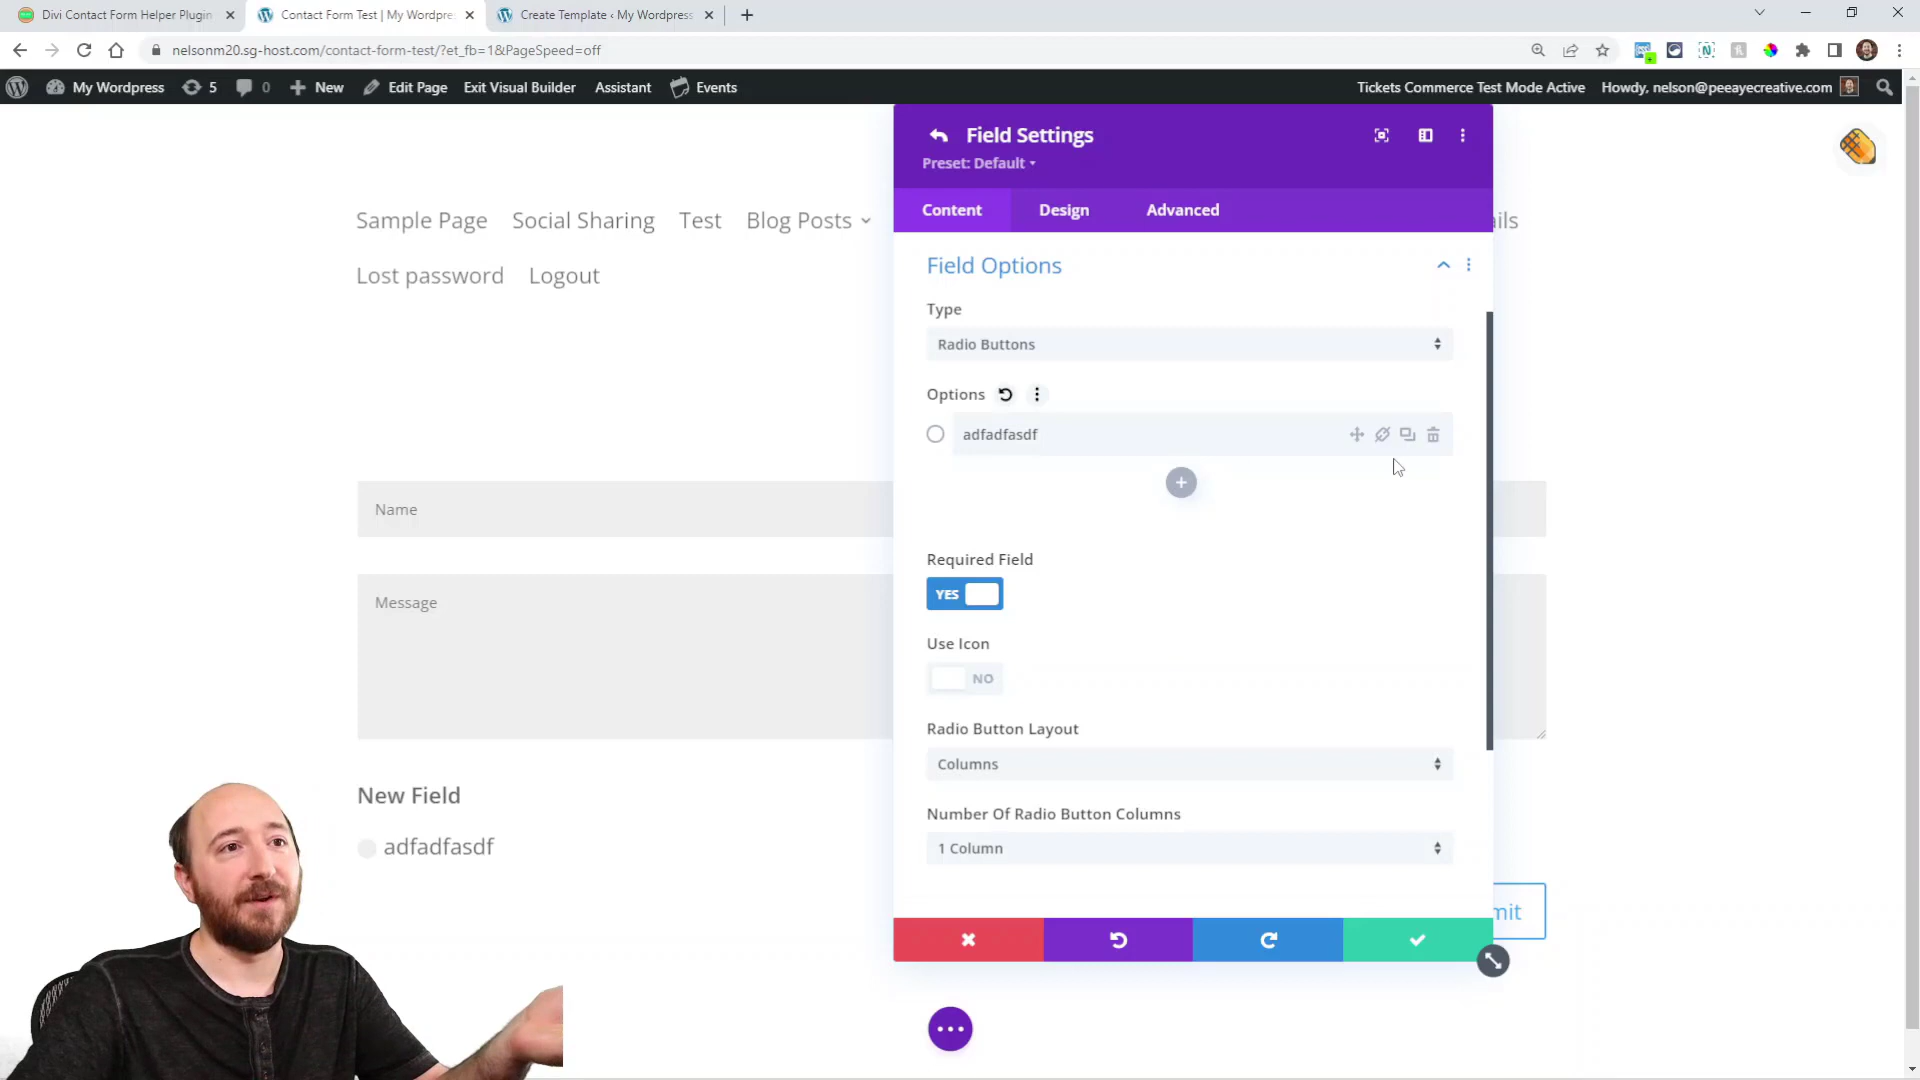 Divi Contact Form Helper Plugin
Contact Form Test | My Wordpre
Create Template ‹ My Wordpress
nelsonm20.sg-host.com/contact-form-test/?et_fb=1&PageSpeed=off
My Wordpress 5 0 New Edit Page Exit Visual Builder Assistant Events Tickets Commerce Test Mode Active Howdy, nelson@peeayecreative.com
Field Settings
Preset: Default
Content Design Advanced
Sample Page Social Sharing Test Blog Posts ails
Lost password Logout
Field Options
Type
Radio Buttons
Options
adfadfasdf
Name
Required Field
YES
Message
Use Icon
NO
Radio Button Layout
Columns
New Field
Number Of Radio Button Columns
adfadfasdf
1 Column
mit